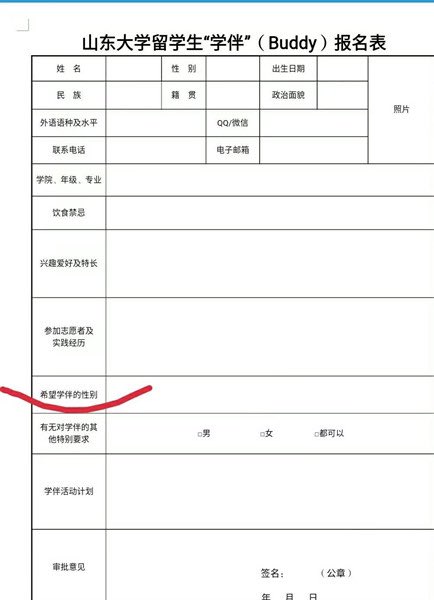 山东大学留学生“学伴”（Buddy）报名表
姓 名
性 别
出生日期
照片
民 族
籍 贯
政治面貌
外语语种及水平
QQ/微信
联系电话
电子邮箱
学院、年级、专业
饮食禁忌
兴趣爱好及特长
参加志愿者及
实践经历
希望学伴的性别
有无对学伴的其
他特别要求
□男 □女 □都可以
学伴活动计划
审批意见
签名： （公章）
年 月 日